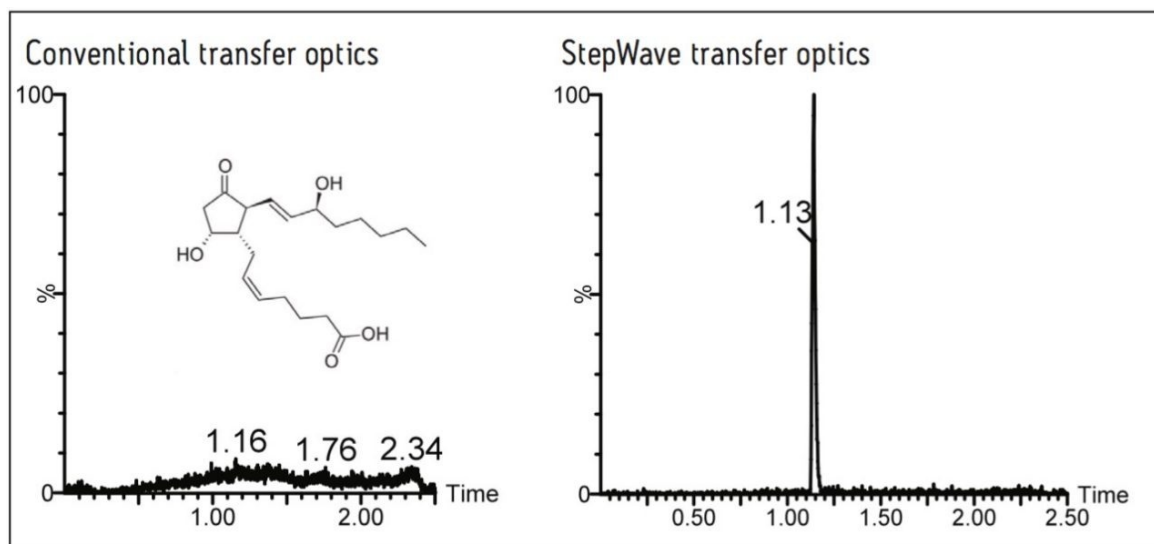 Conventional transfer optics
100
%
0
O
OH
HO
OH
O
1.16 1.76 2.34
1.00 2.00
Time
StepWave transfer optics
100
%
0
1.13
0.50 1.00 1.50 2.00 2.50
Time